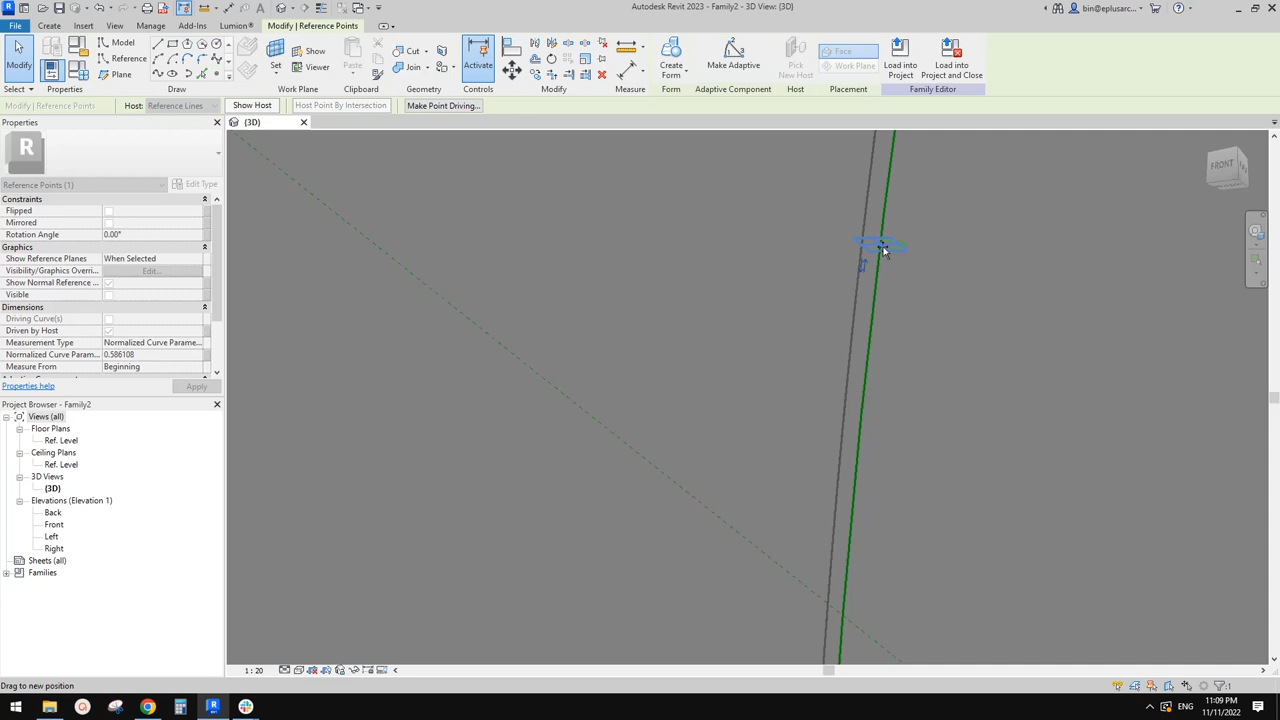 Autodesk Revit 2023 - Family2 - 3D View: {3D}
bin@eplusarc...
File Create Insert View Manage Add-Ins Lumion® Modify | Reference Points
Modify
Model
Reference
Plane
Set
Show
Viewer
Paste
Cut
Join
Activate
Create
Form
Make Adaptive
Pick
New Host
Face
Work Plane
Load into
Project
Load into
Project and Close
Select Properties Draw Work Plane Clipboard Geometry Controls Modify Measure Form Adaptive Component Host Placement Family Editor
Modify | Reference Points Host: Reference Lines Show Host Host Point By Intersection Make Point Driving...
Properties
{3D}
R
Reference Points (1) Edit Type
Constraints
Flipped
Mirrored
Rotation Angle 0.00°
Graphics
Show Reference Planes When Selected
Visibility/Graphics Overri... Edit...
Show Normal Reference ...
Visible
Dimensions
Driving Curve(s)
Driven by Host
Measurement Type Normalized Curve Parame...
Normalized Curve Param... 0.586108
Measure From Beginning
Properties help Apply
Project Browser - Family2
Views (all)
Floor Plans
Ref. Level
Ceiling Plans
Ref. Level
3D Views
{3D}
Elevations (Elevation 1)
Back
Front
Left
Right
Sheets (all)
Families
FRONT
1 : 20
Drag to new position
:1
ENG
11:09 PM
11/11/2022